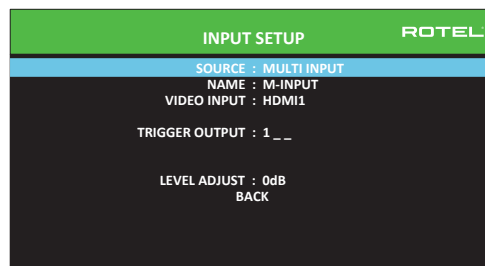 INPUT SETUP
ROTEL
SOURCE : MULTI INPUT
NAME : M-INPUT
VIDEO INPUT : HDMI1
TRIGGER OUTPUT : 1 _ _
LEVEL ADJUST : 0dB
BACK